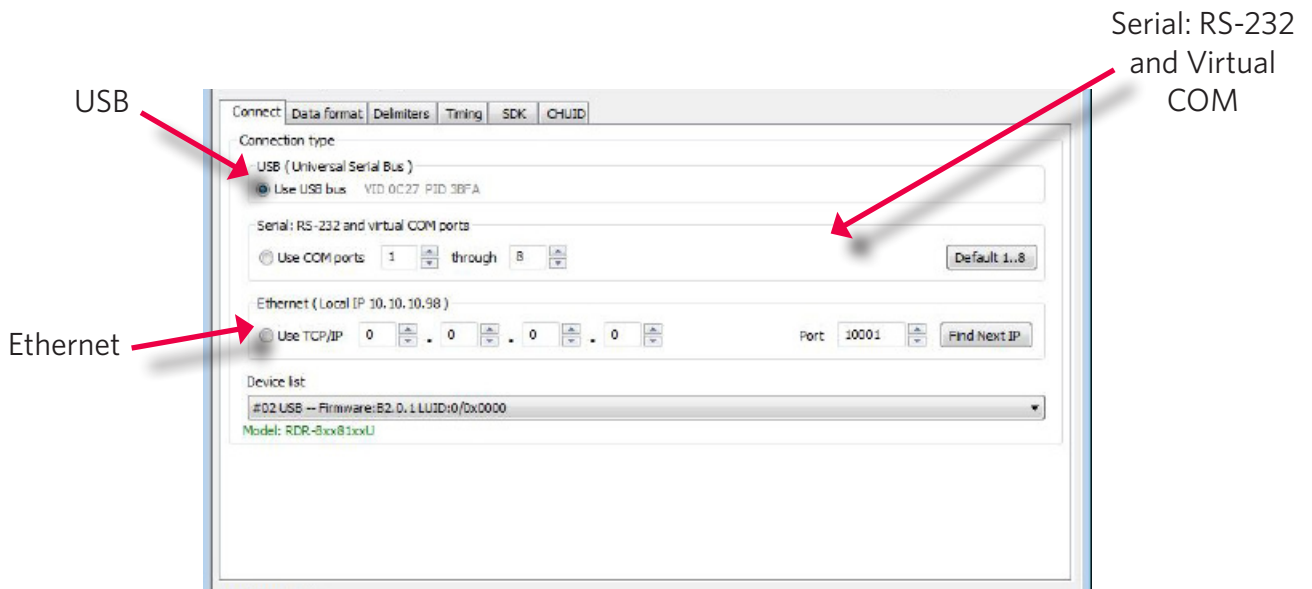 Serial: RS-232
and Virtual
COM
USB
Connect Data format Delimiters Timing SDK CHUID
Connection type
USB ( Universal Serial Bus )
Use USB bus VID 0C27 PID 3BFA
Serial: RS-232 and virtual COM ports
Use COM ports 1 through 8 Default 1..8
Ethernet ( Local IP 10.10.10.98 )
Ethernet
Use TCP/IP 0 . 0 . 0 . 0 Port 10001 Find Next IP
Device list
#02 USB -- Firmware:B2.0.1 LUID:0/0x0000
Model: RDR-8xx81xxU